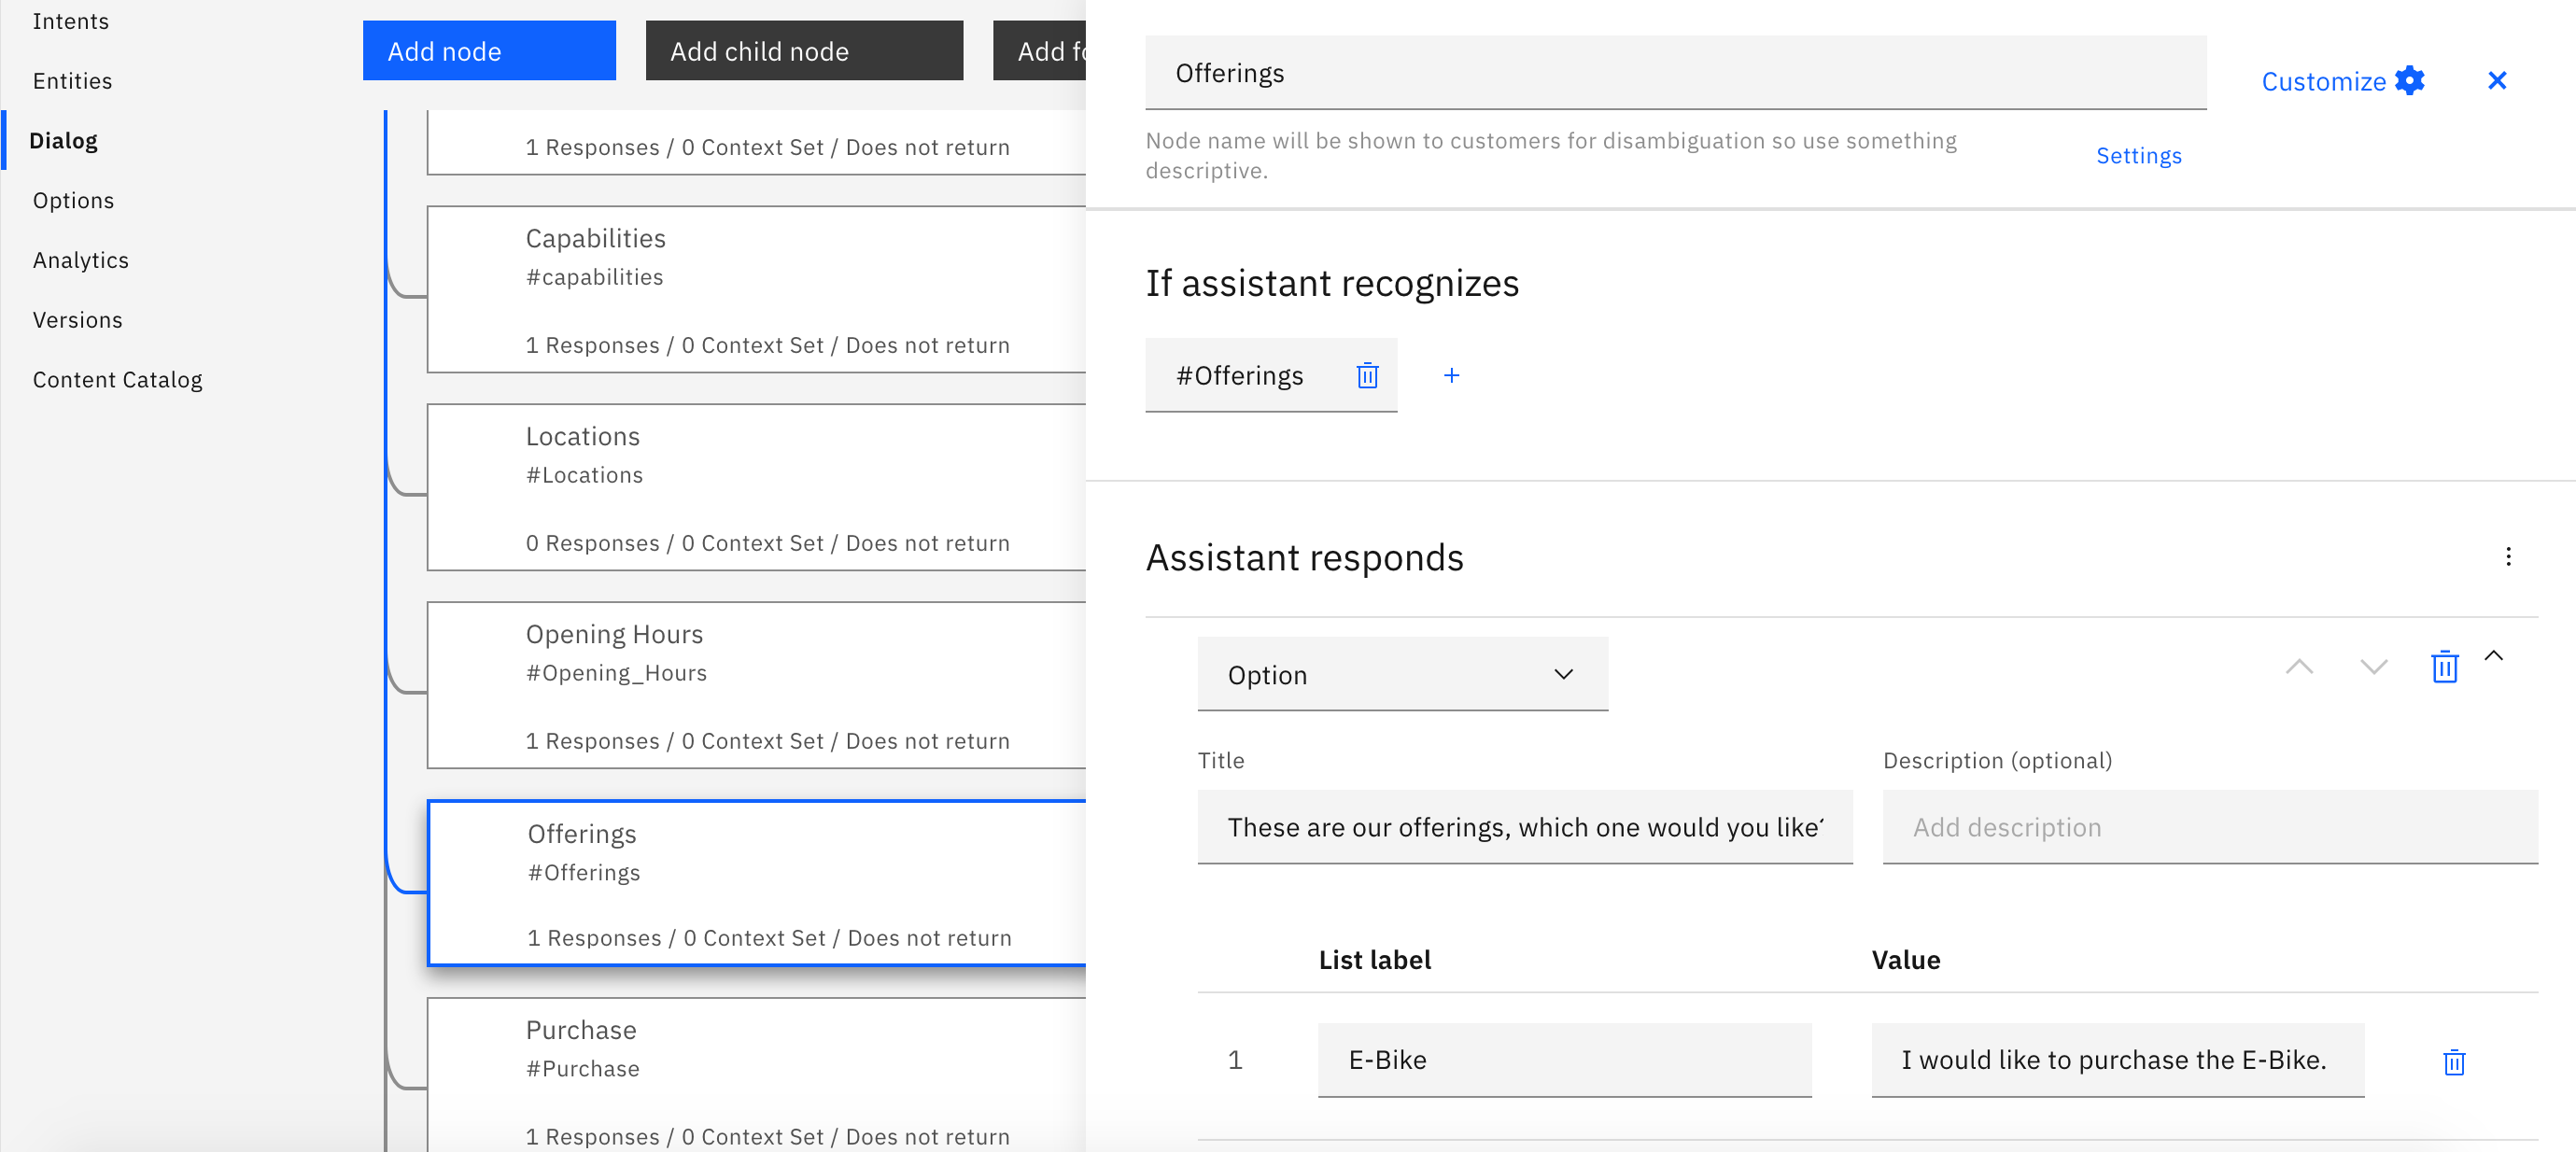 Intents
Entities
Dialog
Options
Analytics
Versions
Content Catalog
Add node
Add child node
Add fo
1 Responses / 0 Context Set / Does not return
Capabilities
#capabilities
1 Responses / 0 Context Set / Does not return
Locations
#Locations
0 Responses / 0 Context Set / Does not return
Opening Hours
#Opening_Hours
1 Responses / 0 Context Set / Does not return
Offerings
#Offerings
1 Responses / 0 Context Set / Does not return
Purchase
#Purchase
1 Responses / 0 Context Set / Does not return
Offerings
Customize
Node name will be shown to customers for disambiguation so use something
descriptive.
Settings
If assistant recognizes
#Offerings
Assistant responds
Option
Title
Description (optional)
These are our offerings, which one would you like?
Add description
List label
Value
1
E-Bike
I would like to purchase the E-Bike.